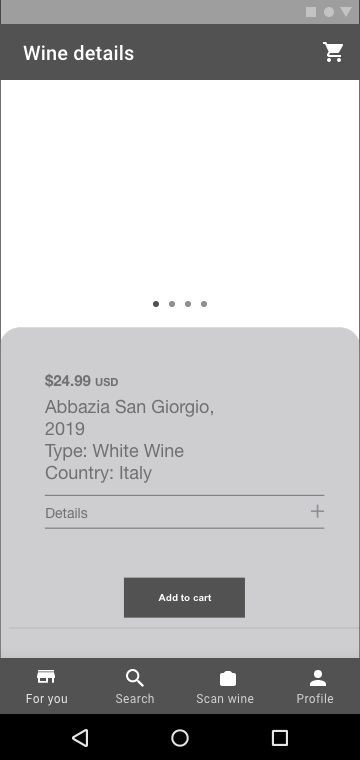 Wine details
$24.99 USD
Abbazia San Giorgio,
2019
Type: White Wine
Country: Italy
Details
Add to cart
For you
Search
Scan wine
Profile